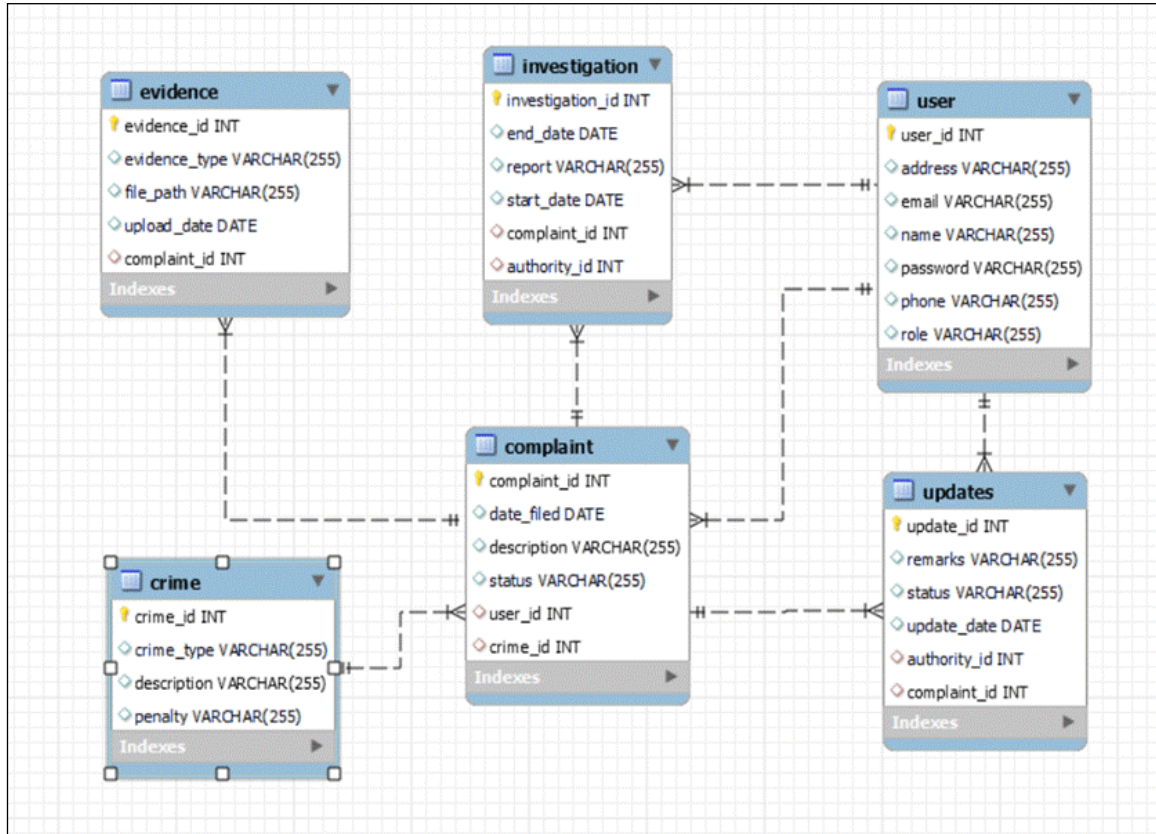 evidence
evidence_id INT
evidence_type VARCHAR(255)
file_path VARCHAR(255)
upload_date DATE
complaint_id INT
Indexes
investigation
investigation_id INT
end_date DATE
report VARCHAR(255)
start_date DATE
complaint_id INT
authority_id INT
Indexes
user
user_id INT
address VARCHAR(255)
email VARCHAR(255)
name VARCHAR(255)
password VARCHAR(255)
phone VARCHAR(255)
role VARCHAR(255)
Indexes
complaint
complaint_id INT
date_filed DATE
description VARCHAR(255)
status VARCHAR(255)
user_id INT
crime_id INT
Indexes
updates
update_id INT
remarks VARCHAR(255)
status VARCHAR(255)
update_date DATE
authority_id INT
complaint_id INT
Indexes
crime
crime_id INT
crime_type VARCHAR(255)
description VARCHAR(255)
penalty VARCHAR(255)
Indexes